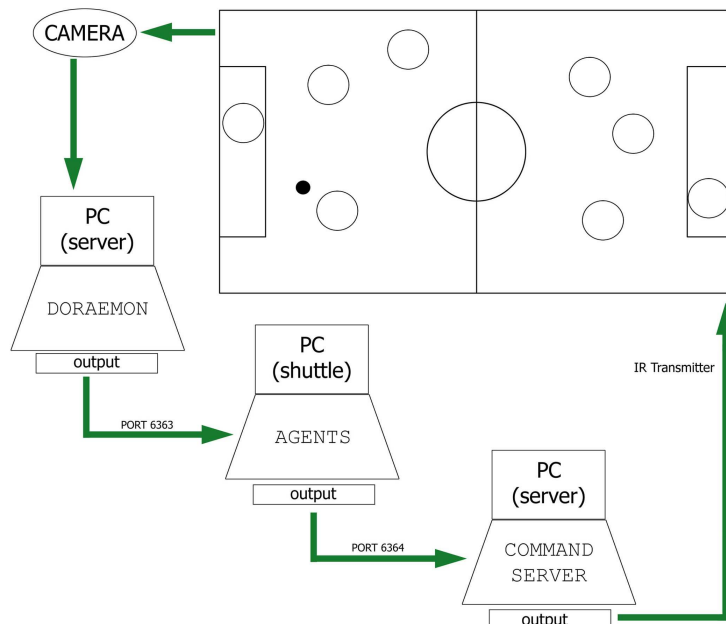 CAMERA
PC
(server)
DORAEMON
output
PORT 6363
PC
(shuttle)
AGENTS
output
PORT 6364
PC
(server)
COMMAND
SERVER
output
IR Transmitter